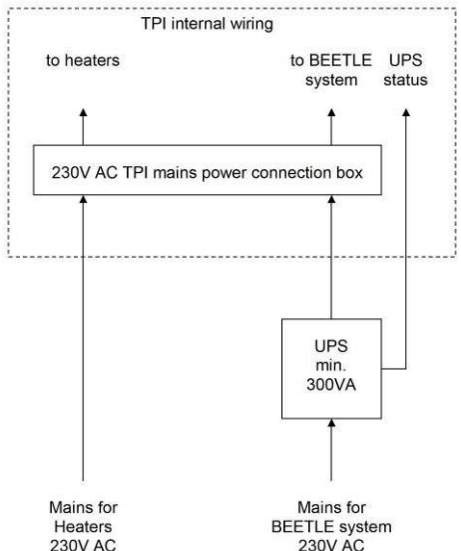 TPI internal wiring
to heaters
to BEETLE
system
UPS
status
230V AC TPI mains power connection box
UPS
min.
300VA
Mains for
Heaters
230V AC
Mains for
BEETLE system
230V AC